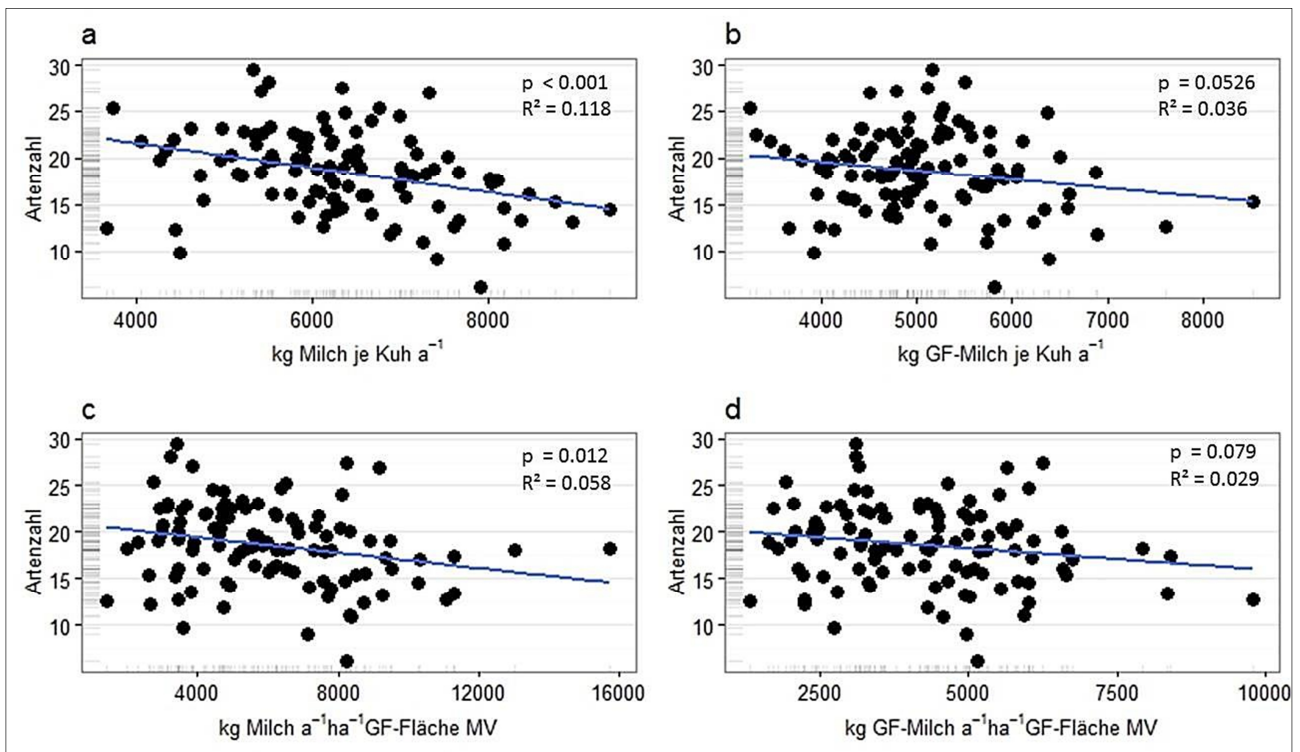 a
30
25
20
15
10
Artenzahl
p < 0.001
R² = 0.118
4000 6000 8000
kg Milch je Kuh a⁻¹
b
30
25
20
15
10
Artenzahl
p = 0.0526
R² = 0.036
4000 5000 6000 7000 8000
kg GF-Milch je Kuh a⁻¹
c
30
25
20
15
10
Artenzahl
p = 0.012
R² = 0.058
4000 8000 12000 16000
kg Milch a⁻¹ha⁻¹GF-Fläche MV
d
30
25
20
15
10
Artenzahl
p = 0.079
R² = 0.029
2500 5000 7500 10000
kg GF-Milch a⁻¹ha⁻¹GF-Fläche MV